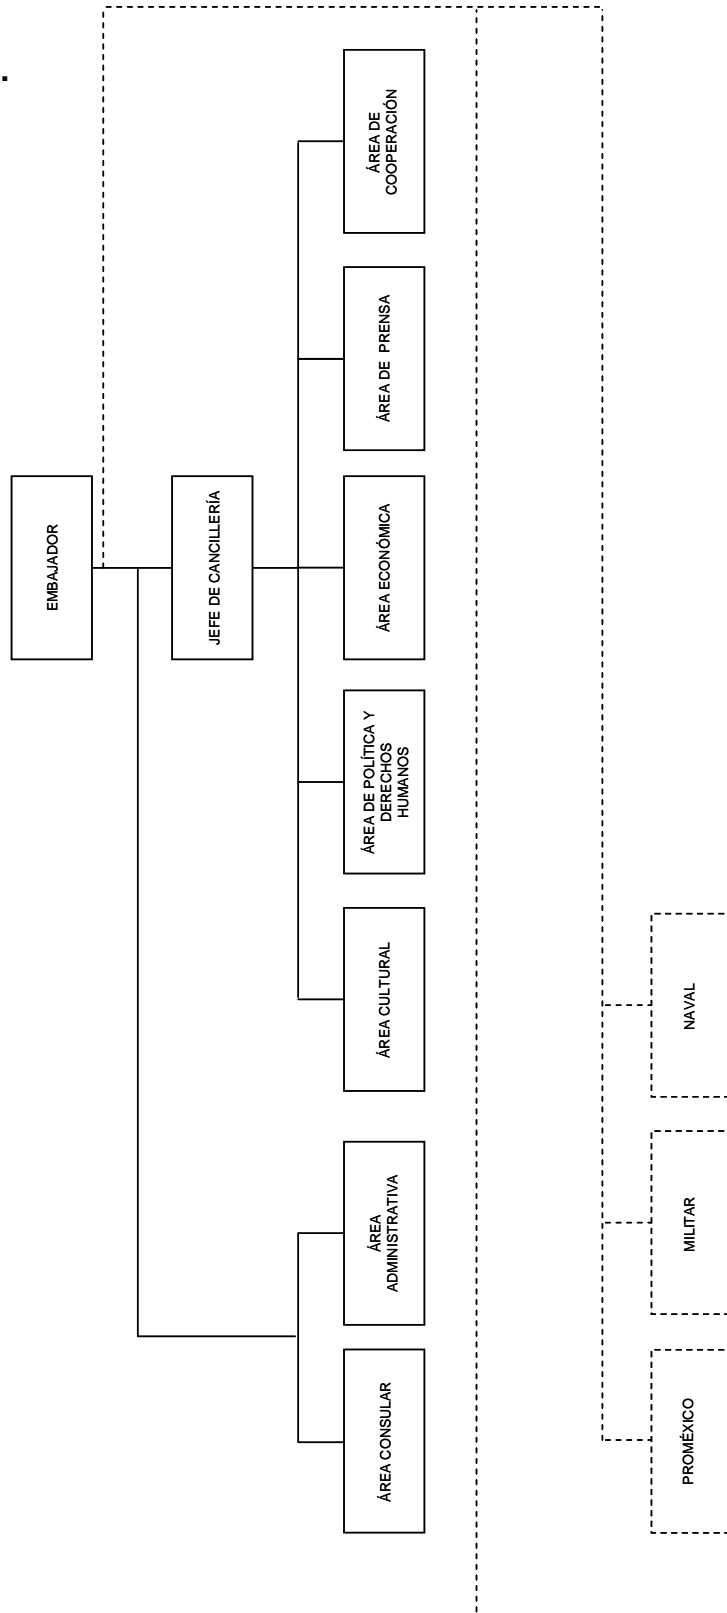 EMBAJADOR
JEFE DE CANCILLERÍA
ÁREA CONSULAR
ÁREA
ADMINISTRATIVA
ÁREA CULTURAL
ÁREA DE POLÍTICA Y
DERECHOS
HUMANOS
ÁREA ECONÓMICA
ÁREA DE PRENSA
ÁREA DE
COOPERACIÓN
PROMÉXICO
MILITAR
NAVAL